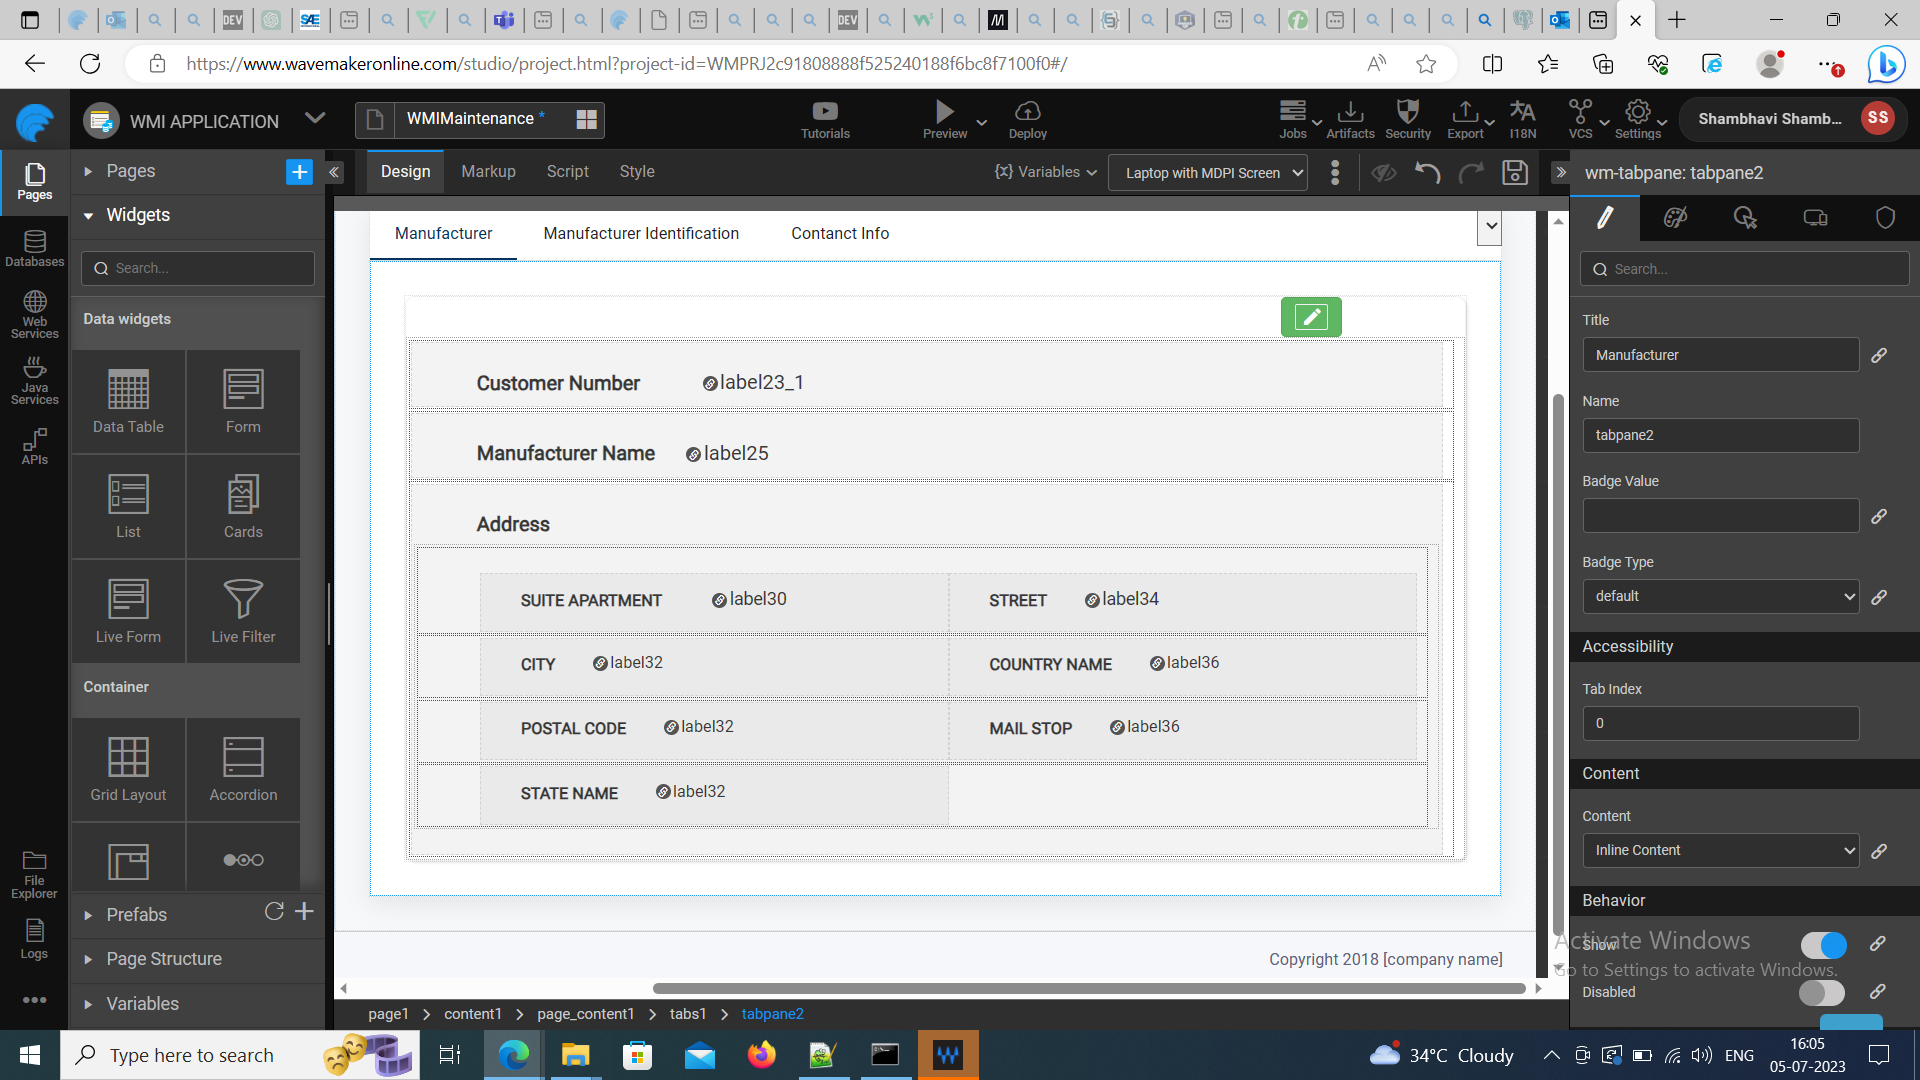 DEV
SAE
DEV
M
https://www.wavemakeronline.com/studio/project.html?project-id=WMPRJ2c91808888f525240188f6bc8f7100f0#/
WMI APPLICATION
WMIMaintenance *
Tutorials
Preview
Deploy
Jobs
Artifacts
Security
Export
I18N
VCS
Settings
Shambhavi Shamb...
SS
Pages
Databases
Web
Services
Java
Services
APIs
File
Explorer
Logs
Pages
Widgets
Search...
Data widgets
Data Table
Form
List
Cards
Live Form
Live Filter
Container
Grid Layout
Accordion
Prefabs
Page Structure
Variables
Design
Markup
Script
Style
{x} Variables
Laptop with MDPI Screen
Manufacturer
Manufacturer Identification
Contanct Info
Customer Number
label23_1
Manufacturer Name
label25
Address
SUITE APARTMENT
label30
STREET
label34
CITY
label32
COUNTRY NAME
label36
POSTAL CODE
label32
MAIL STOP
label36
STATE NAME
label32
Copyright 2018 [company name]
page1 > content1 > page_content1 > tabs1 > tabpane2
wm-tabpane: tabpane2
Search...
Title
Manufacturer
Name
tabpane2
Badge Value
Badge Type
default
Accessibility
Tab Index
0
Content
Content
Inline Content
Behavior
Show
Activate Windows
Go to Settings to activate Windows.
Disabled
Type here to search
34°C Cloudy
ENG
16:05
05-07-2023